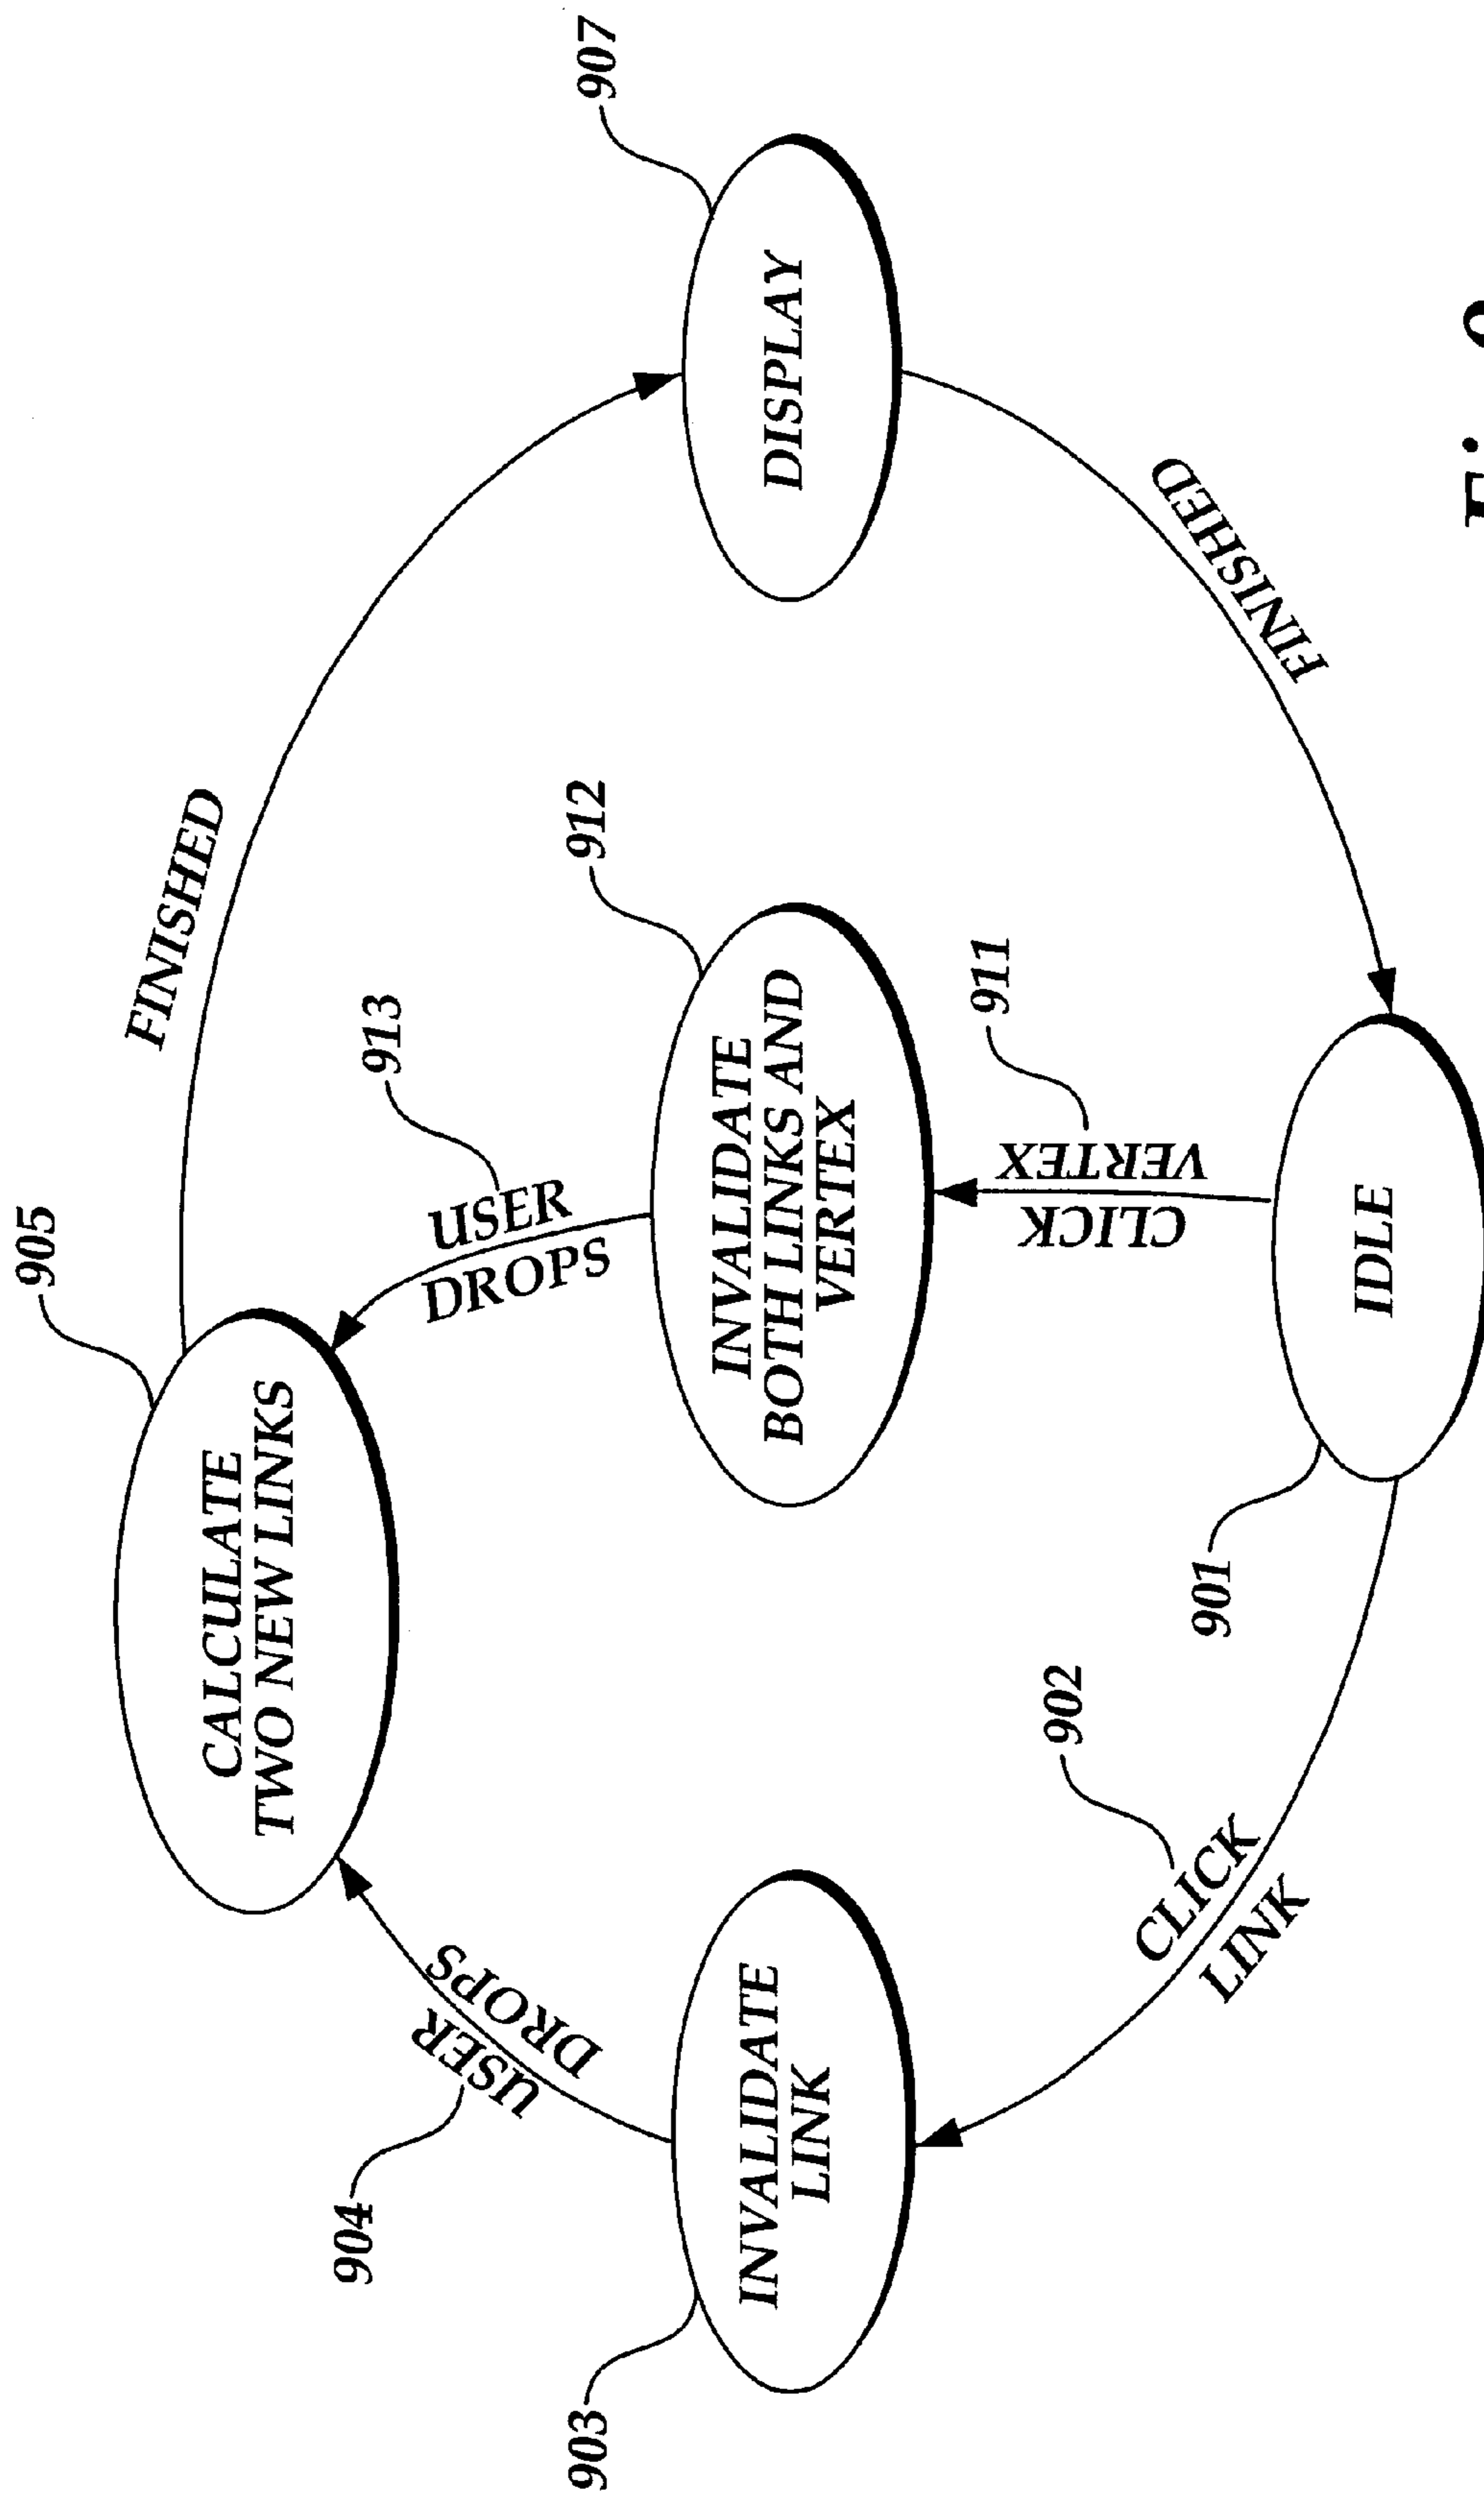 905
CALCULATE
TWO NEW LINKS
FINISHED
904
USER
DROPS
913
USER
DROPS
903
INVALIDATE
LINK
912
INVALIDATE
BOTH LINKS AND
VERTEX
907
DISPLAY
902
CLICK
LINK
901
CLICK
VERTEX
911
IDLE
FINSHED